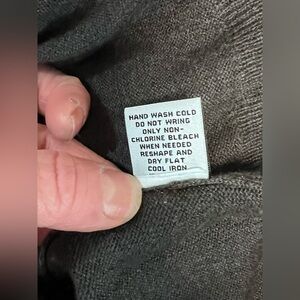 HAND WASH COLD
DO NOT WRING
ONLY NON-
CHLORINE BLEACH
WHEN NEEDED
RESHAPE AND
DRY FLAT
COOL IRON